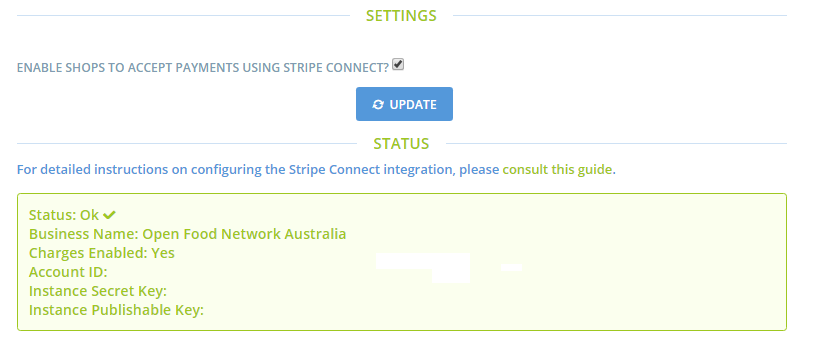 SETTINGS
ENABLE SHOPS TO ACCEPT PAYMENTS USING STRIPE CONNECT?
UPDATE
STATUS
For detailed instructions on configuring the Stripe Connect integration, please consult this guide.
Status: Ok
Business Name: Open Food Network Australia
Charges Enabled: Yes
Account ID:
Instance Secret Key:
Instance Publishable Key: